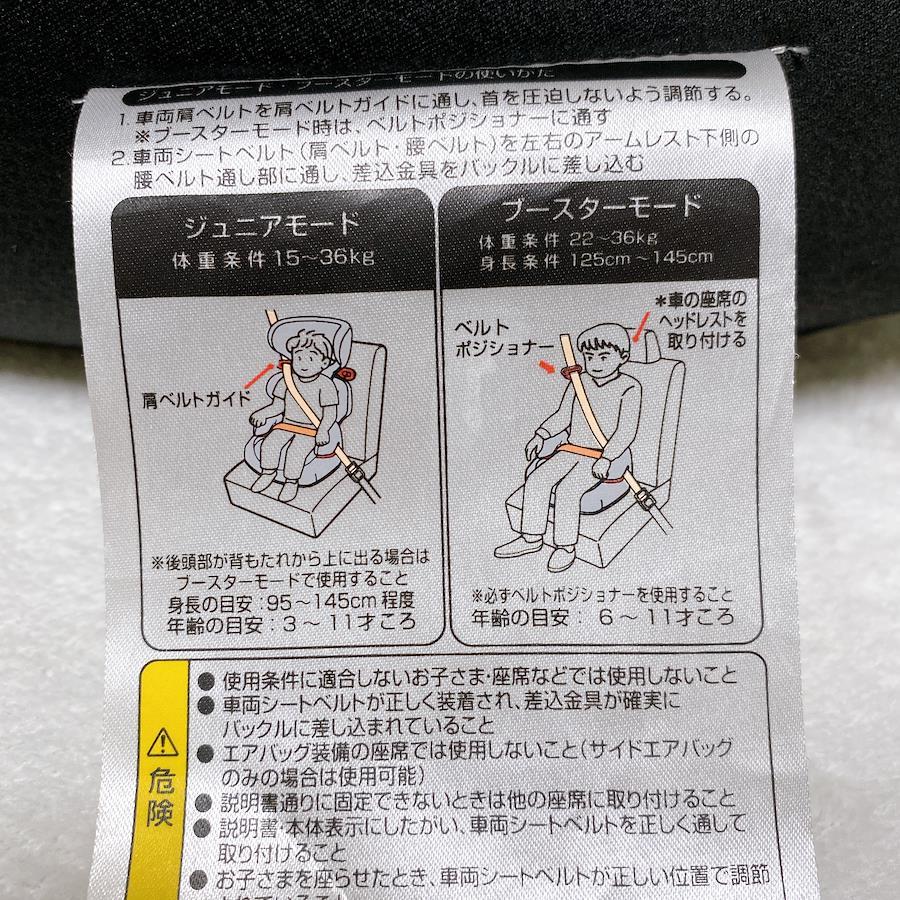 ジュニアモード・ブースターモードの使いかた
1. 車両肩ベルトを肩ベルトガイドに通し、首を圧迫しないよう調節する。
※ブースターモード時は、ベルトポジショナーに通す
2. 車両シートベルト(肩ベルト・腰ベルト)を左右のアームレスト下側の
腰ベルト通し部に通し、差込金具をバックルに差し込む
ジュニアモード
体重条件 15~36kg
肩ベルトガイド
※後頭部が背もたれから上に出る場合は
ブースターモードで使用すること
身長の目安:95~145cm程度
年齢の目安:3~11才ころ
ブースターモード
体重条件 22~36kg
身長条件 125cm~145cm
*車の座席の
ヘッドレストを
取り付ける
ベルト
ポジショナー
※必ずベルトポジショナーを使用すること
年齢の目安: 6~11才ころ
危険
●使用条件に適合しないお子さま・座席などでは使用しないこと
●車両シートベルトが正しく装着され、差込金具が確実に
バックルに差し込まれていること
●エアバッグ装備の座席では使用しないこと(サイドエアバッグ
のみの場合は使用可能)
●説明書通りに固定できないときは他の座席に取り付けること
●説明書・本体表示にしたがい、車両シートベルトを正しく通して
取り付けること
●お子さまを座らせたとき、車両シートベルトが正しい位置で調節
されていること